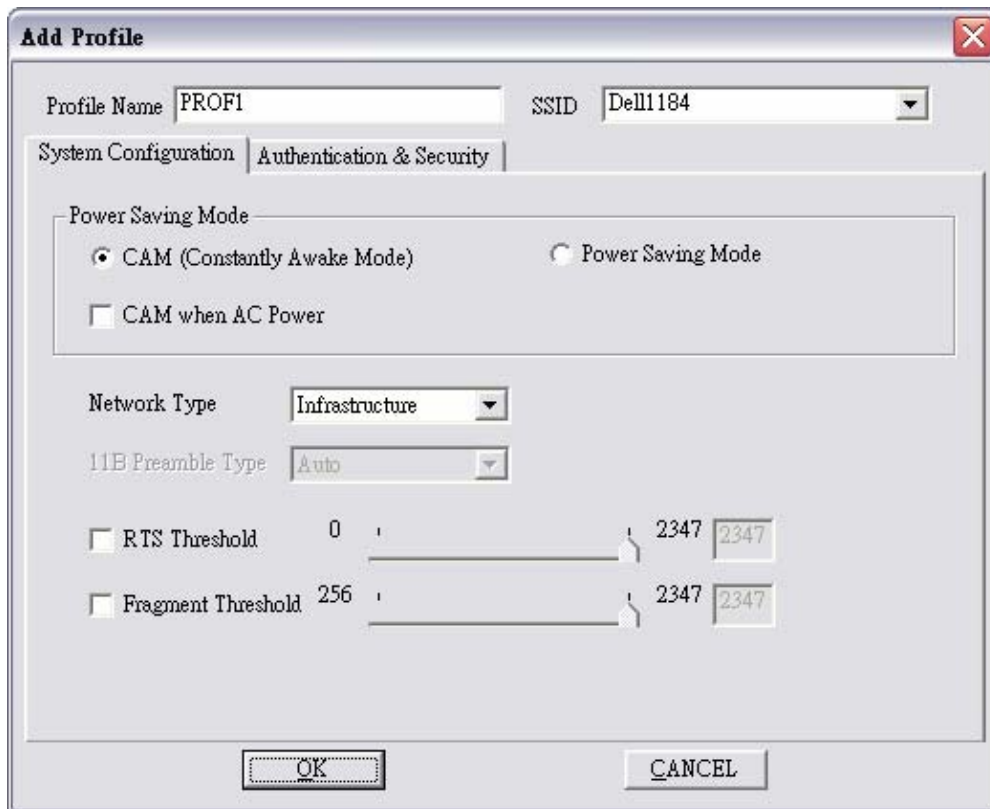 Add Profile
Profile Name PROF1 SSID Dell1184
System Configuration Authentication & Security
Power Saving Mode
CAM (Constantly Awake Mode) Power Saving Mode
CAM when AC Power
Network Type Infrastructure
11B Preamble Type Auto
RTS Threshold 0 2347 2347
Fragment Threshold 256 2347 2347
OK CANCEL